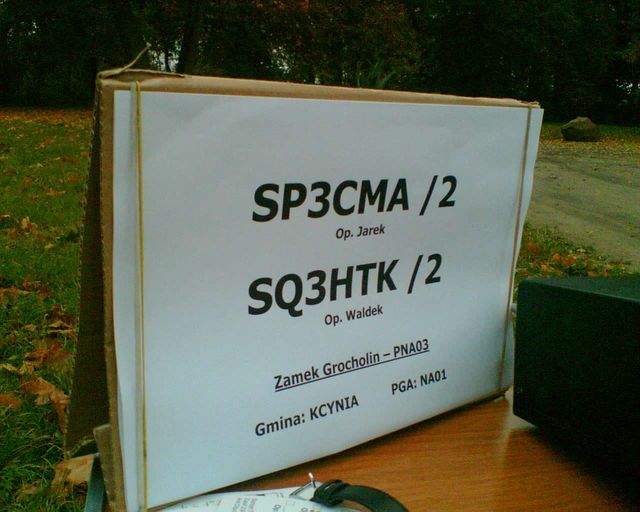 SP3CMA /2
Op. Jarek
SQ3HTK /2
Op. Waldek
Zamek Grocholin – PNA03
Gmina: KCYNIA PGA: NA01